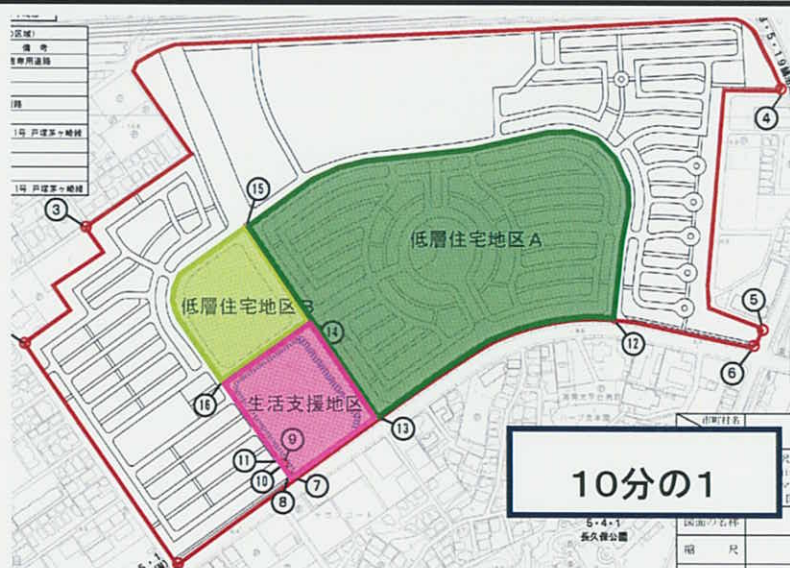 の区域)
備 考
1号 戸塚茅ヶ崎線
1号 戸塚茅ヶ崎線
3
15
4
低層住宅地区A
低層住宅地区B
14
12
5
6
16
生活支援地区
13
9
11
10
8
7
市町村名
10分の1
5・4・1
長久保公園
図面の名称
縮 尺